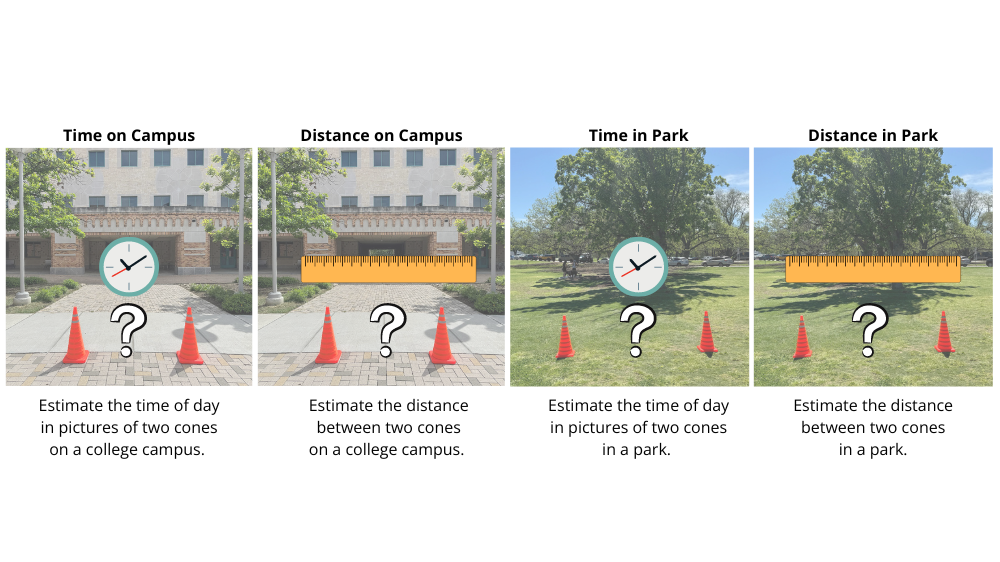 Time on Campus
Distance on Campus
Time in Park
Distance in Park
?
?
?
?
Estimate the time of day
in pictures of two cones
on a college campus.
Estimate the distance
between two cones
on a college campus.
Estimate the time of day
in pictures of two cones
in a park.
Estimate the distance
between two cones
in a park.